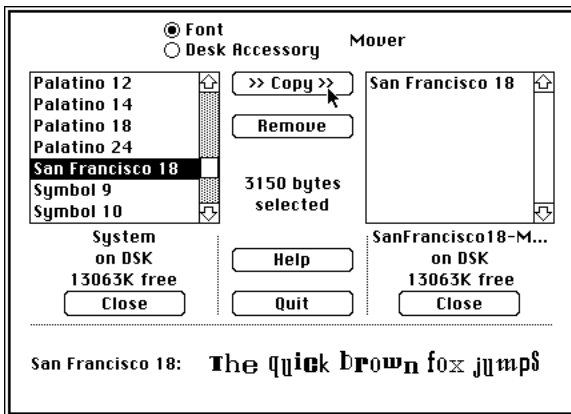 Font
Desk Accessory
Mover
Palatino 12
Palatino 14
Palatino 18
Palatino 24
San Francisco 18
Symbol 9
Symbol 10
>> Copy >>
Remove
3150 bytes
selected
San Francisco 18
System
on DSK
13063K free
Close
Help
Quit
SanFrancisco18-M...
on DSK
13063K free
Close
San Francisco 18: The quick brown fox jumps